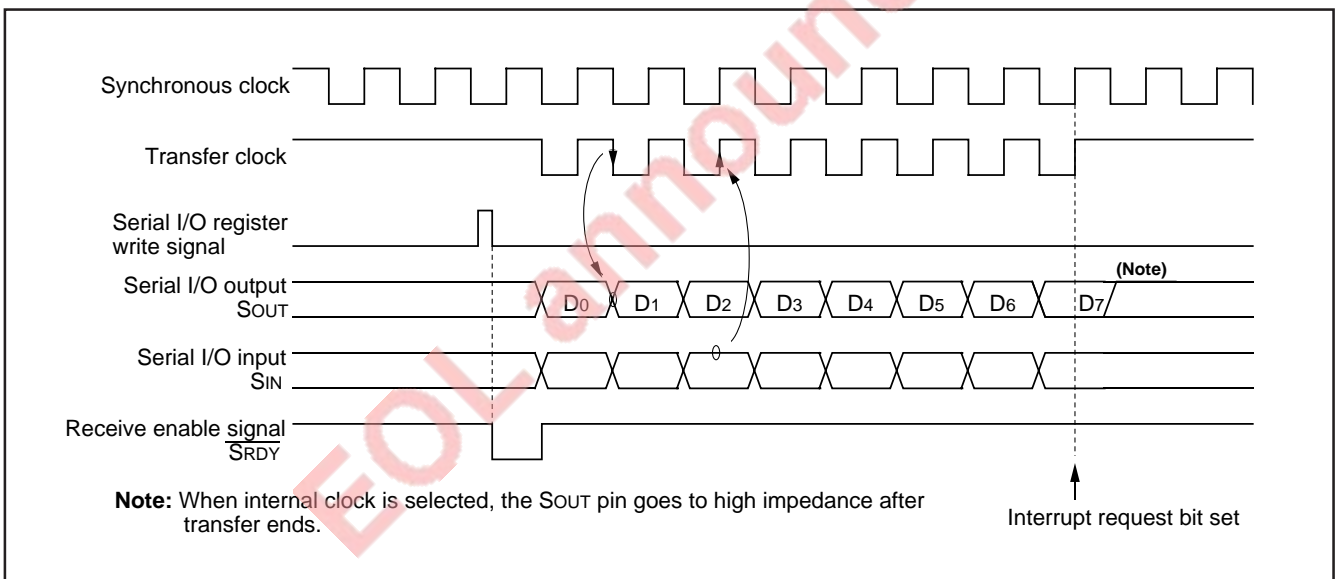 Synchronous clock
Transfer clock
Serial I/O register
write signal
Serial I/O output
SOUT
(Note)
D0 D1 D2 D3 D4 D5 D6 D7
Serial I/O input
SIN
Receive enable signal
SRDY
Note: When internal clock is selected, the SOUT pin goes to high impedance after
transfer ends.
Interrupt request bit set
EOL announ